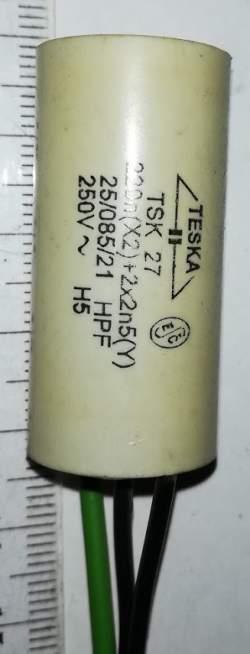 TESKA
TSK 27
220n(X2)+2x2n5(Y)
25/085/21 HPF
250V~ H5